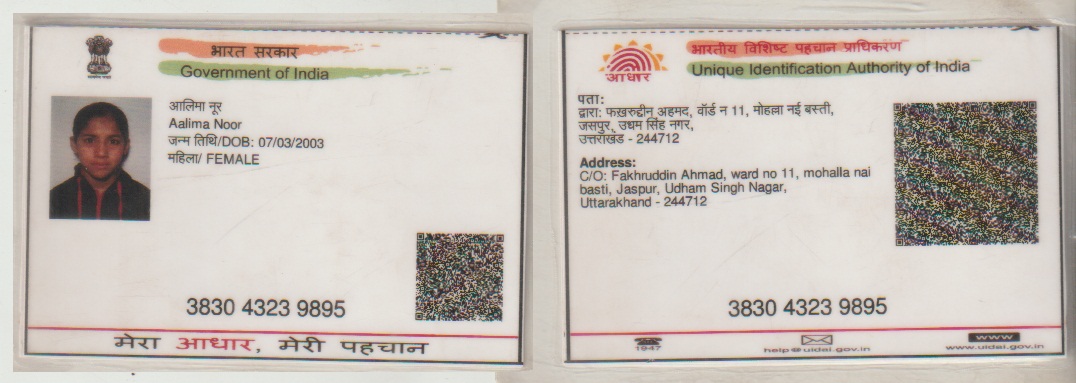 भारत सरकार
Government of India
आलिमा नूर
Aalima Noor
जन्म तिथि/DOB: 07/03/2003
महिला/ FEMALE
3830 4323 9895
मेरा आधार, मेरी पहचान
भारतीय विशिष्ट पहचान प्राधिकरण
Unique Identification Authority of India
आधार
पता:
द्वारा: फखरुद्दीन अहमद, वॉर्ड न 11, मोहल्ला नई बस्ती,
जसपुर, उधम सिंह नगर,
उत्तराखंड - 244712
Address:
C/O: Fakhruddin Ahmad, ward no 11, mohalla nai
basti, Jaspur, Udham Singh Nagar,
Uttarakhand - 244712
3830 4323 9895
1947
help@uidai.gov.in
www
www.uidai.gov.in